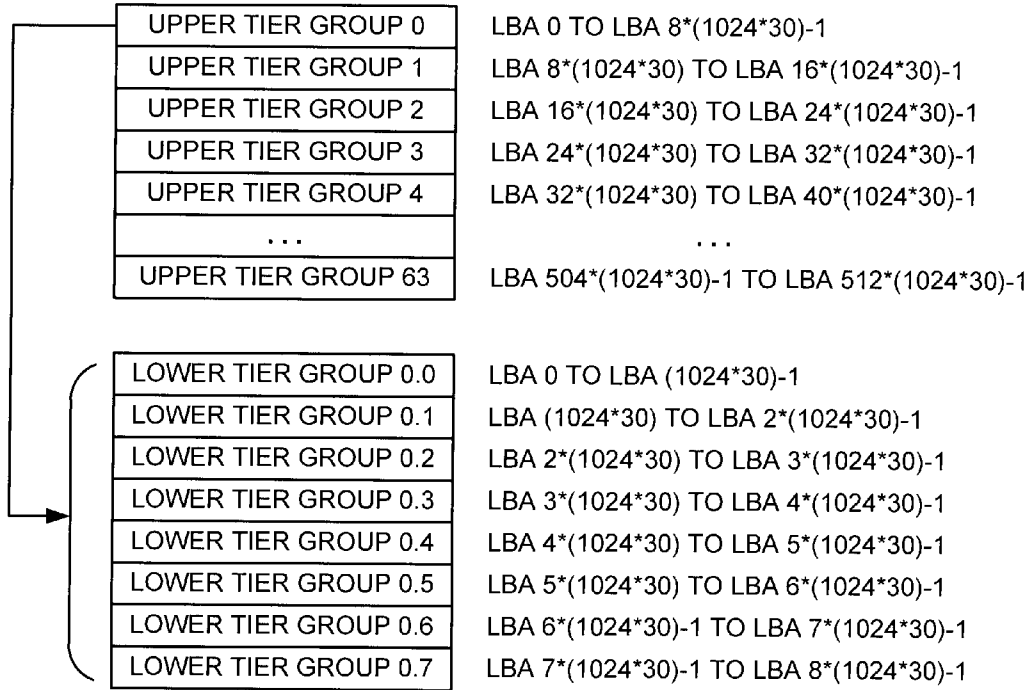 UPPER TIER GROUP 0 LBA 0 TO LBA 8*(1024*30)-1
UPPER TIER GROUP 1 LBA 8*(1024*30) TO LBA 16*(1024*30)-1
UPPER TIER GROUP 2 LBA 16*(1024*30) TO LBA 24*(1024*30)-1
UPPER TIER GROUP 3 LBA 24*(1024*30) TO LBA 32*(1024*30)-1
UPPER TIER GROUP 4 LBA 32*(1024*30) TO LBA 40*(1024*30)-1
... ...
UPPER TIER GROUP 63 LBA 504*(1024*30)-1 TO LBA 512*(1024*30)-1
LOWER TIER GROUP 0.0 LBA 0 TO LBA (1024*30)-1
LOWER TIER GROUP 0.1 LBA (1024*30) TO LBA 2*(1024*30)-1
LOWER TIER GROUP 0.2 LBA 2*(1024*30) TO LBA 3*(1024*30)-1
LOWER TIER GROUP 0.3 LBA 3*(1024*30) TO LBA 4*(1024*30)-1
LOWER TIER GROUP 0.4 LBA 4*(1024*30) TO LBA 5*(1024*30)-1
LOWER TIER GROUP 0.5 LBA 5*(1024*30) TO LBA 6*(1024*30)-1
LOWER TIER GROUP 0.6 LBA 6*(1024*30)-1 TO LBA 7*(1024*30)-1
LOWER TIER GROUP 0.7 LBA 7*(1024*30)-1 TO LBA 8*(1024*30)-1